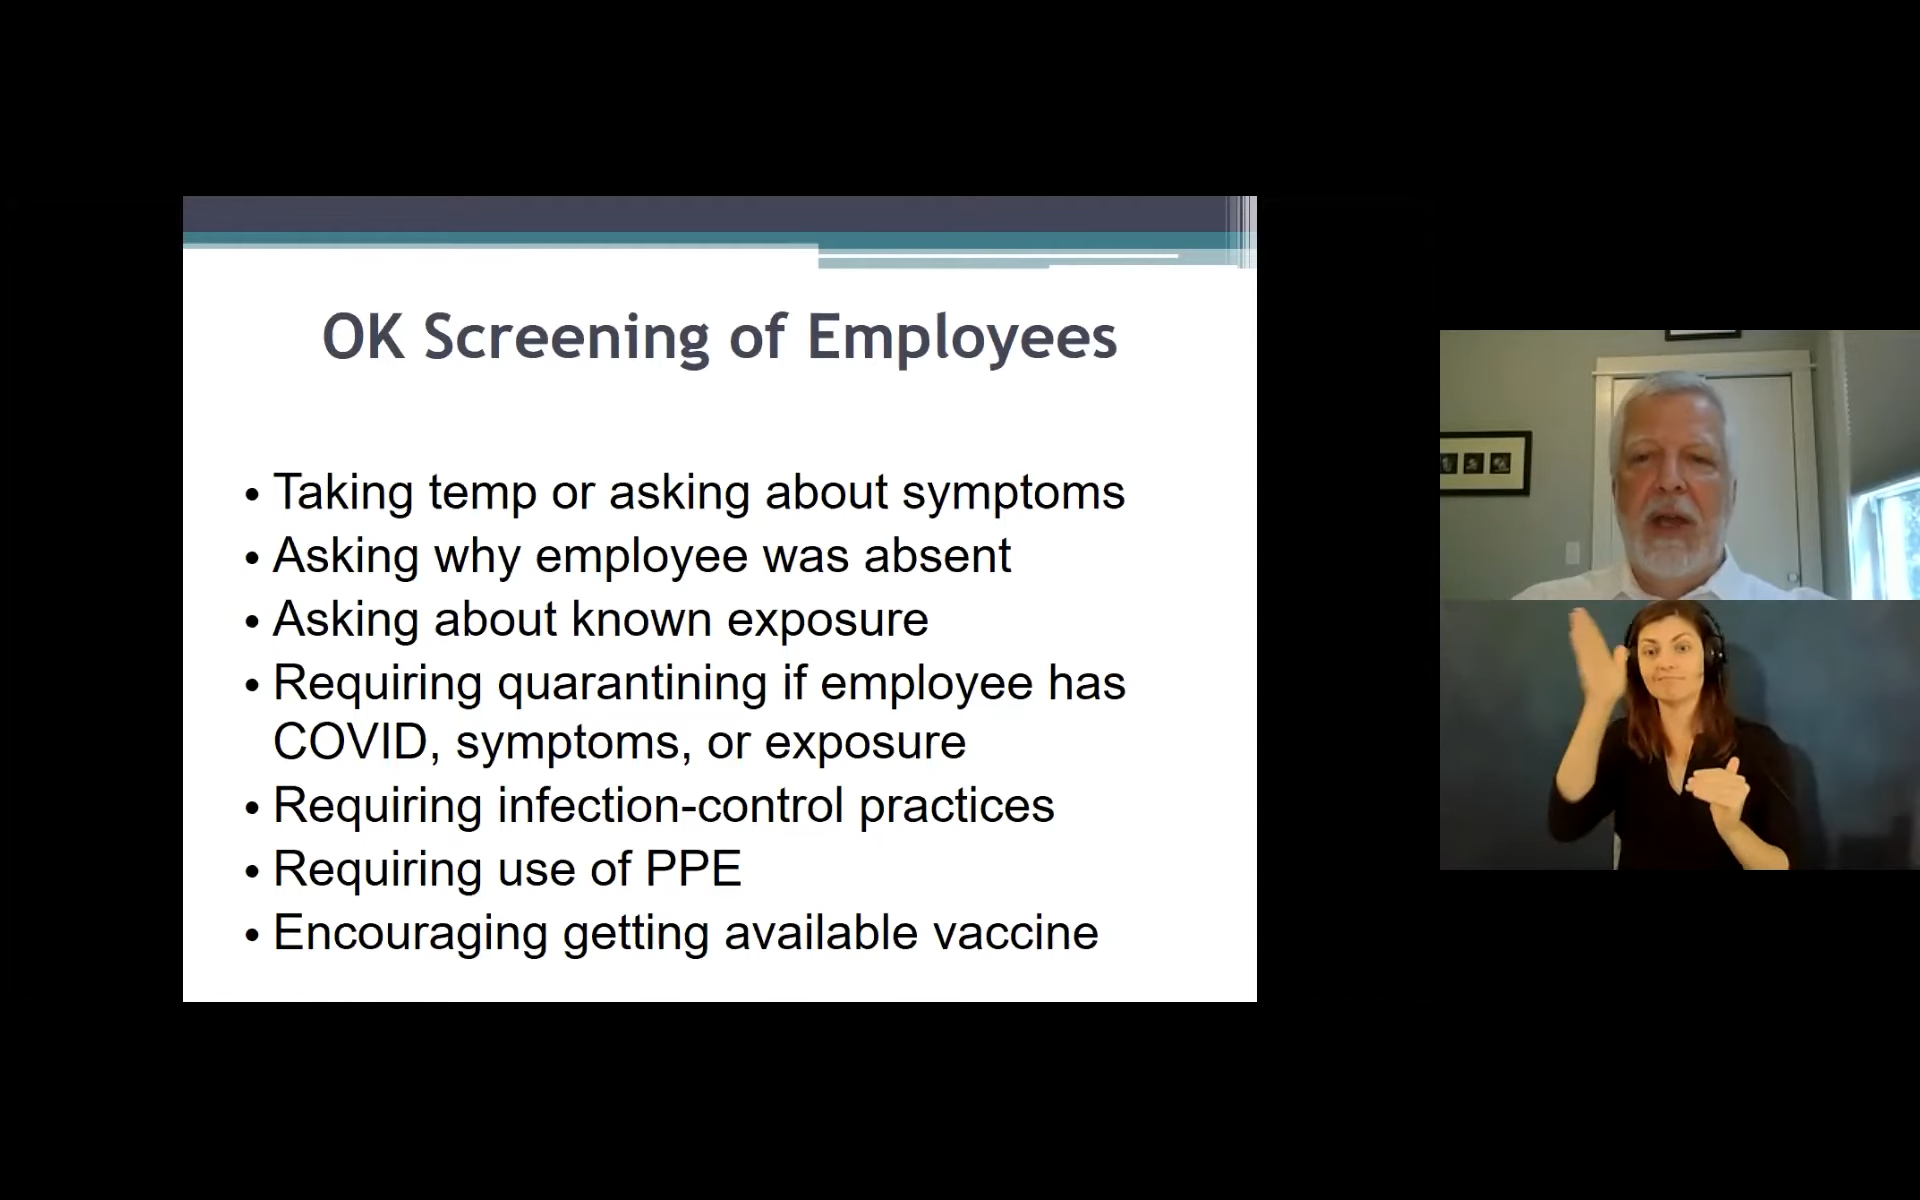 OK Screening of Employees
• Taking temp or asking about symptoms
• Asking why employee was absent
• Asking about known exposure
• Requiring quarantining if employee has
COVID, symptoms, or exposure
• Requiring infection-control practices
• Requiring use of PPE
• Encouraging getting available vaccine